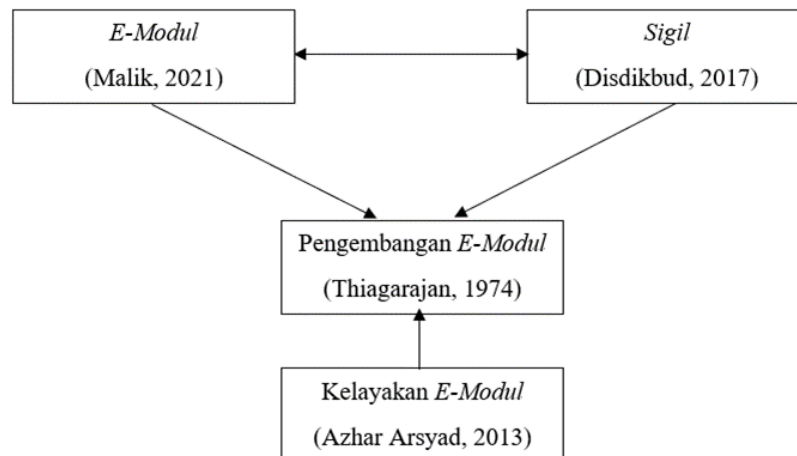 E-Modul
(Malik, 2021)
Sigil
(Disdikbud, 2017)
Pengembangan E-Modul
(Thiagarajan, 1974)
Kelayakan E-Modul
(Azhar Arsyad, 2013)